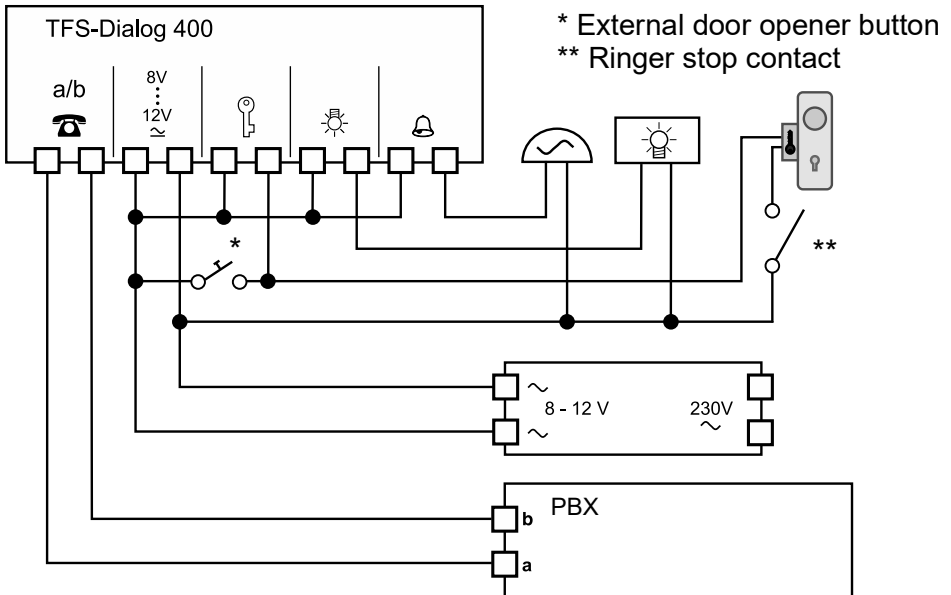 TFS-Dialog 400
* External door opener button
** Ringer stop contact
a/b
8V
12V
*
**
8 - 12 V
230V
PBX
b
a